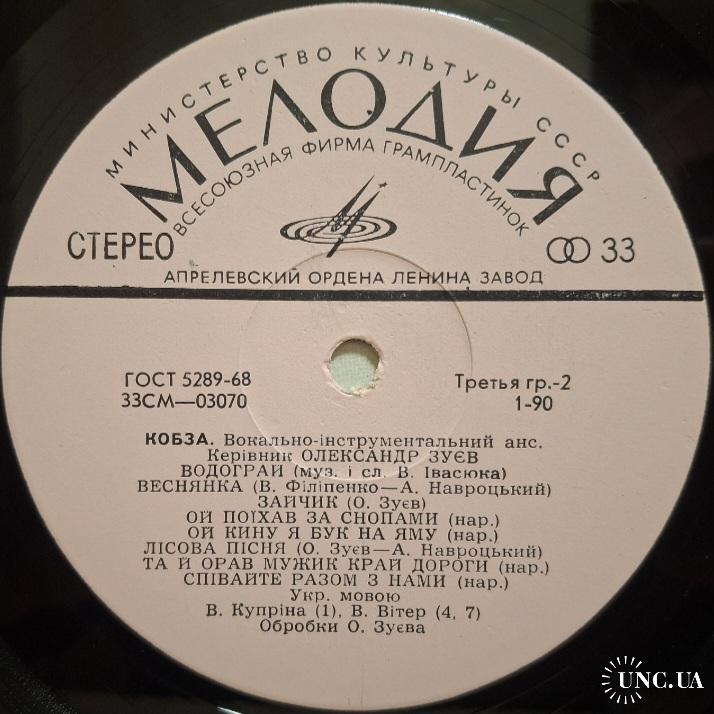 МИНИСТЕРСТВО КУЛЬТУРЫ СССР
МЕЛОДИЯ
ВСЕСОЮЗНАЯ ФИРМА ГРАМПЛАСТИНОК
СТЕРЕО
33
АПРЕЛЕВСКИЙ ОРДЕНА ЛЕНИНА ЗАВОД
ГОСТ 5289-68
Третья гр.-2
33СМ—03070
1-90
КОБЗА. Вокально-інструментальний анс.
Керівник ОЛЕКСАНДР ЗУЄВ
ВОДОГРАЙ (муз. і сл. В. Івасюка)
ВЕСНЯНКА (В. Філіпенко—А. Навроцький)
ЗАЙЧИК (О. Зуєв)
ОЙ ПОЇХАВ ЗА СНОПАМИ (нар.)
ОЙ КИНУ Я БУК НА ЯМУ (нар.)
ЛІСОВА ПІСНЯ (О. Зуєв—А. Навроцький)
ТА Й ОРАВ МУЖИК КРАЙ ДОРОГИ (нар.)
СПІВАЙТЕ РАЗОМ З НАМИ (нар.)
Укр. мовою
В. Купріна (1), В. Вітер (4, 7)
Обробки О. Зуєва
UNC.UA